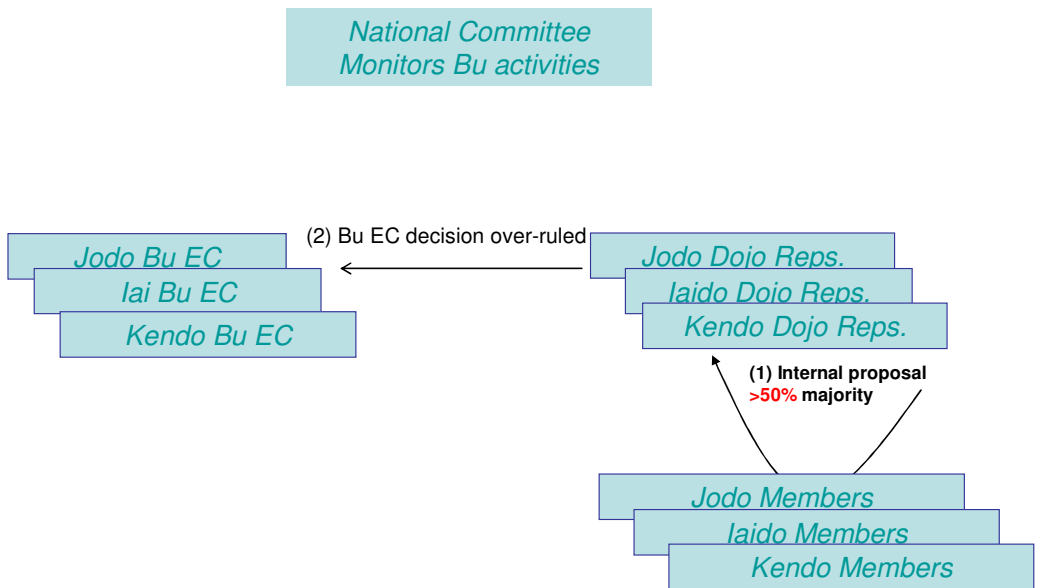 National Committee
Monitors Bu activities
(2) Bu EC decision over-ruled
Jodo Bu EC
Iai Bu EC
Kendo Bu EC
Jodo Dojo Reps.
Iaido Dojo Reps.
Kendo Dojo Reps.
(1) Internal proposal
>50% majority
Jodo Members
Iaido Members
Kendo Members